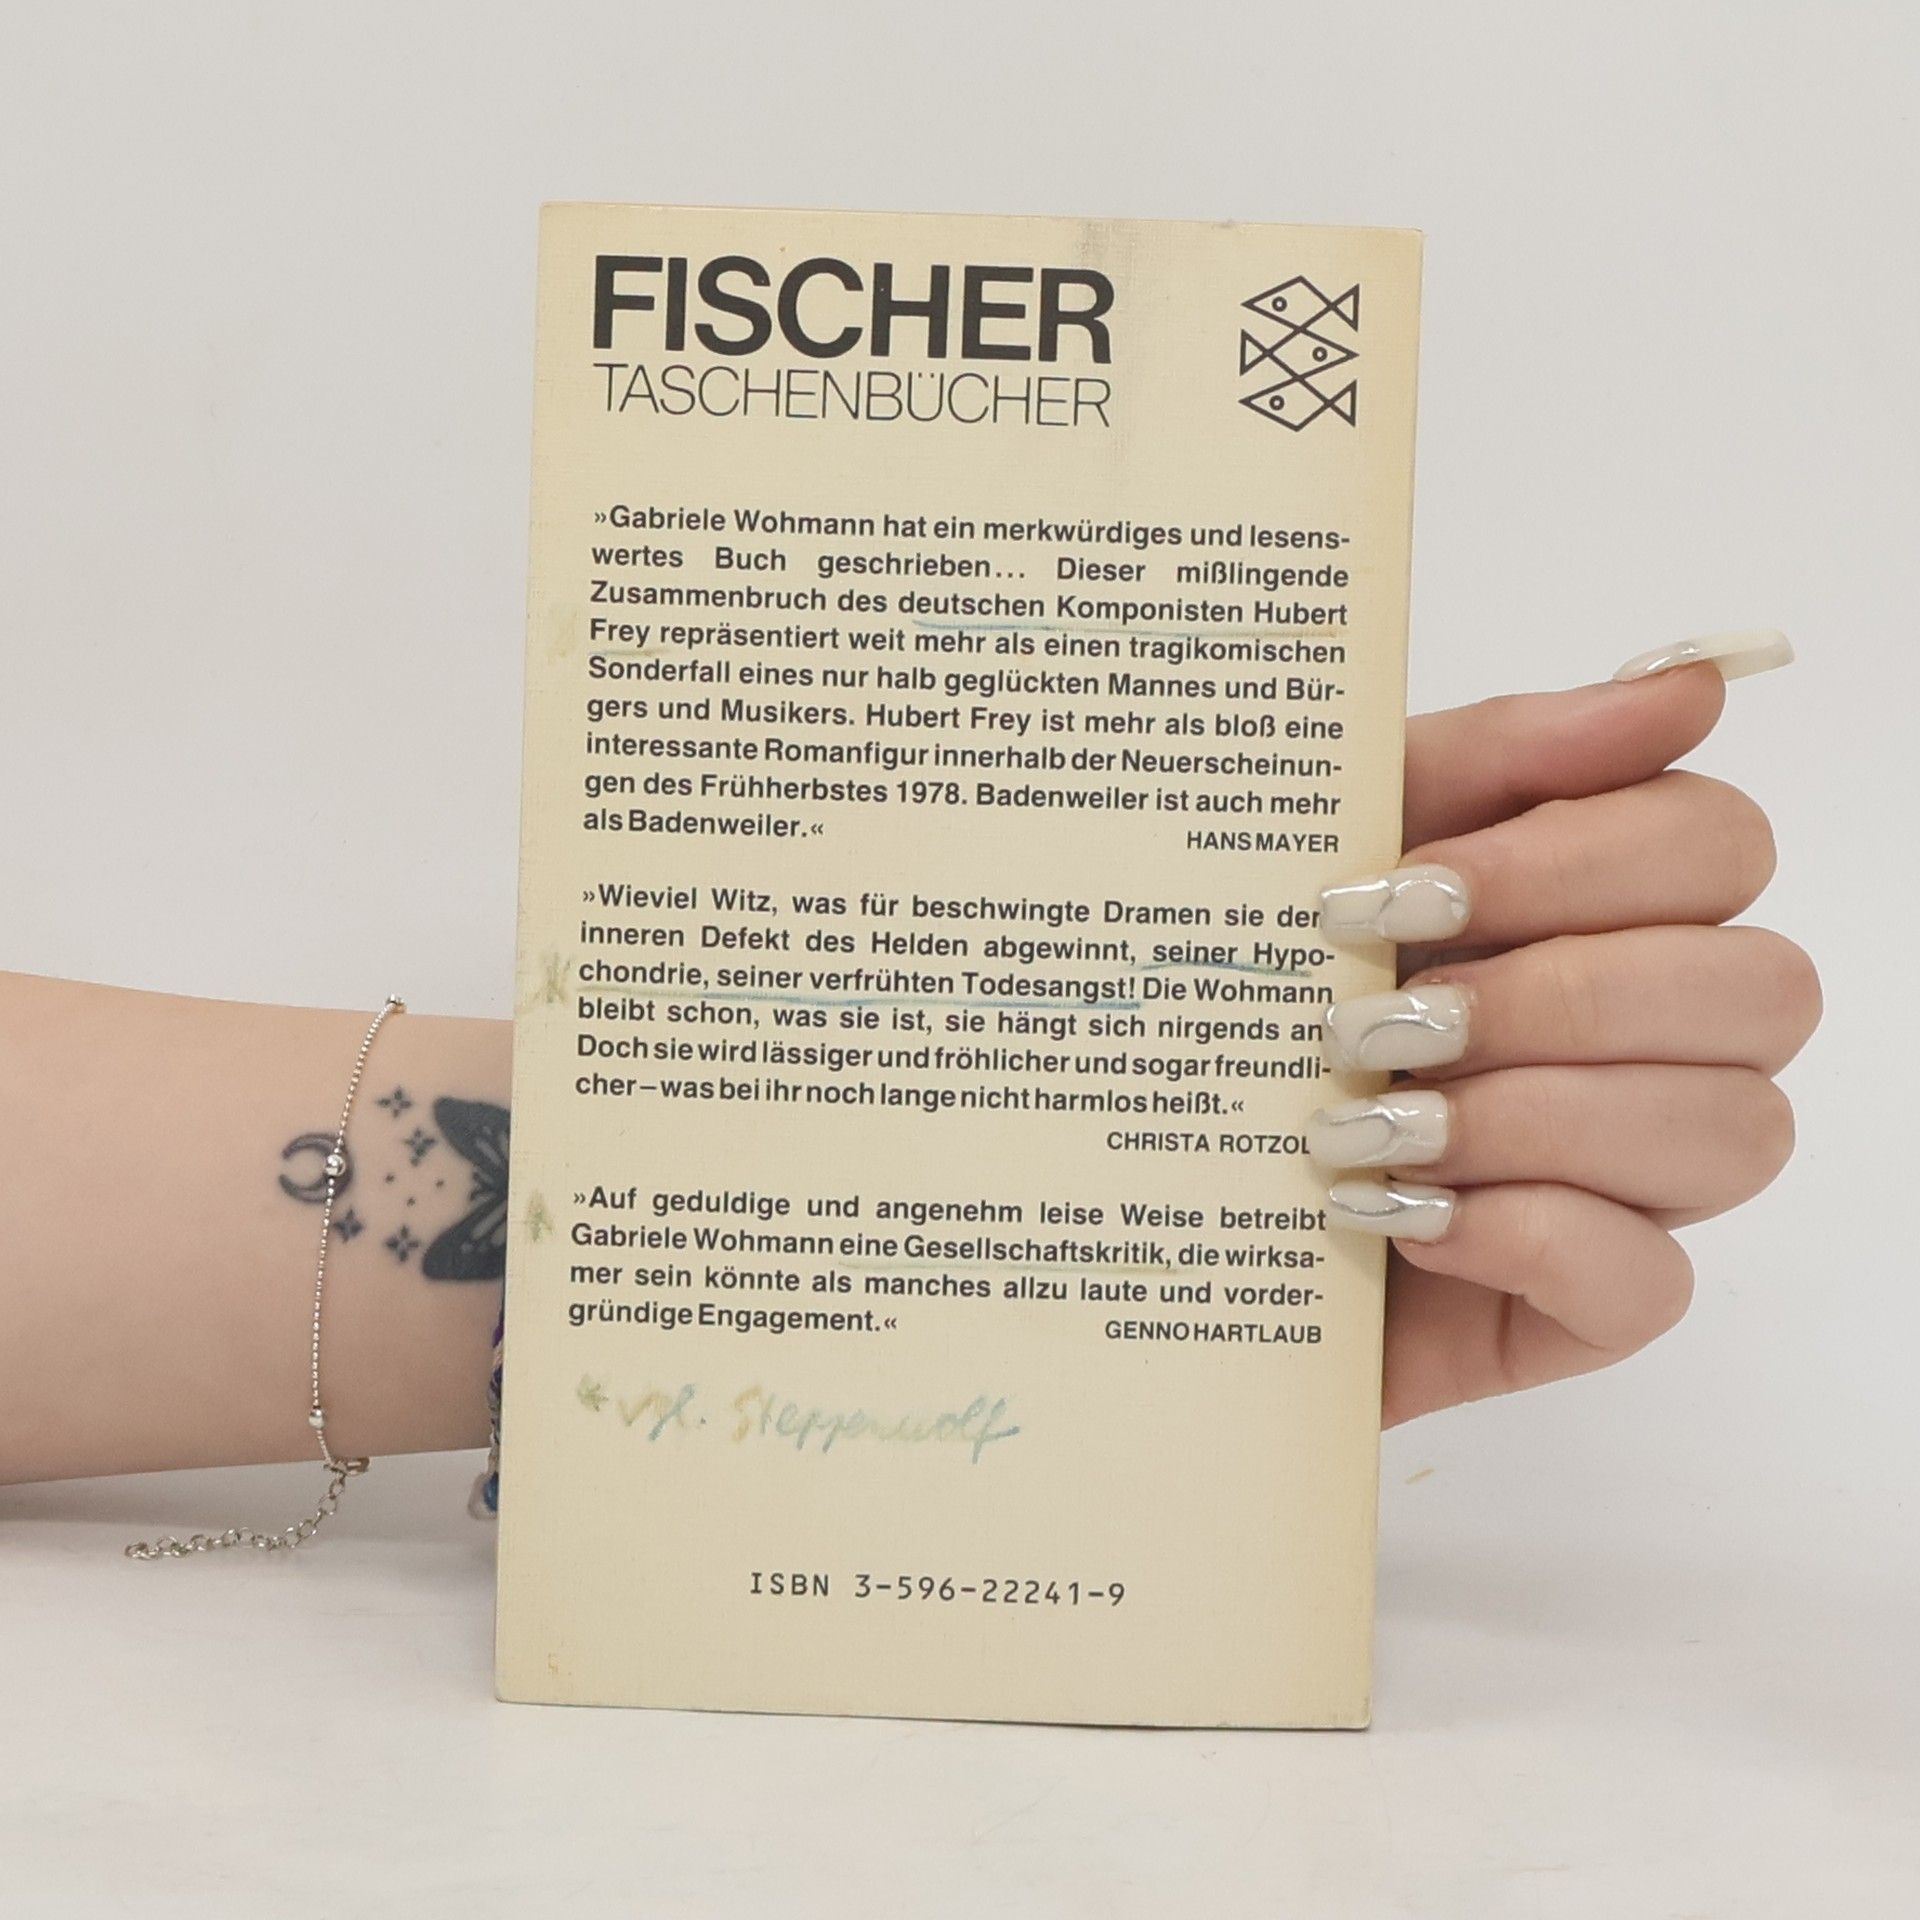 FISCHER
TASCHENBÜCHER
»Gabriele Wohmann hat ein merkwürdiges und lesens-
wertes Buch geschrieben... Dieser mißlingende
Zusammenbruch des deutschen Komponisten Hubert
Frey repräsentiert weit mehr als einen tragikomischen
Sonderfall eines nur halb geglückten Mannes und Bür-
gers und Musikers. Hubert Frey ist mehr als bloß eine
interessante Romanfigur innerhalb der Neuerscheinun-
gen des Frühherbstes 1978. Badenweiler ist auch mehr
als Badenweiler.« HANS MAYER
»Wieviel Witz, was für beschwingte Dramen sie der
inneren Defekt des Helden abgewinnt, seiner Hypo-
chondrie, seiner verfrühten Todesangst! Die Wohmann
bleibt schon, was sie ist, sie hängt sich nirgends an
Doch sie wird lässiger und fröhlicher und sogar freundli-
cher – was bei ihr noch lange nicht harmlos heißt.«
CHRISTA ROTZOL
»Auf geduldige und angenehm leise Weise betreibt
Gabriele Wohmann eine Gesellschaftskritik, die wirksa-
mer sein könnte als manches allzu laute und vorder-
gründige Engagement.« GENNO HARTLAUB
* vgl. Steppenwolf
ISBN 3-596-22241-9